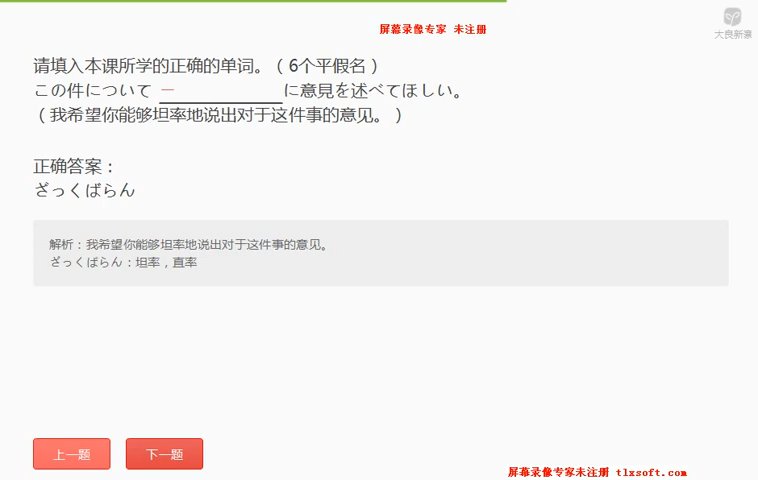 屏幕录像专家 未注册
大良新寨
请填入本课所学的正确的单词。（6个平假名）
この件について 一 に意見を述べてほしい。
（我希望你能够坦率地说出对于这件事的意见。）
正确答案：
ざっくばらん
解析：我希望你能够坦率地说出对于这件事的意见。
ざっくばらん：坦率，直率
上一题
下一题
屏幕录像专家未注册 tlxsoft.com